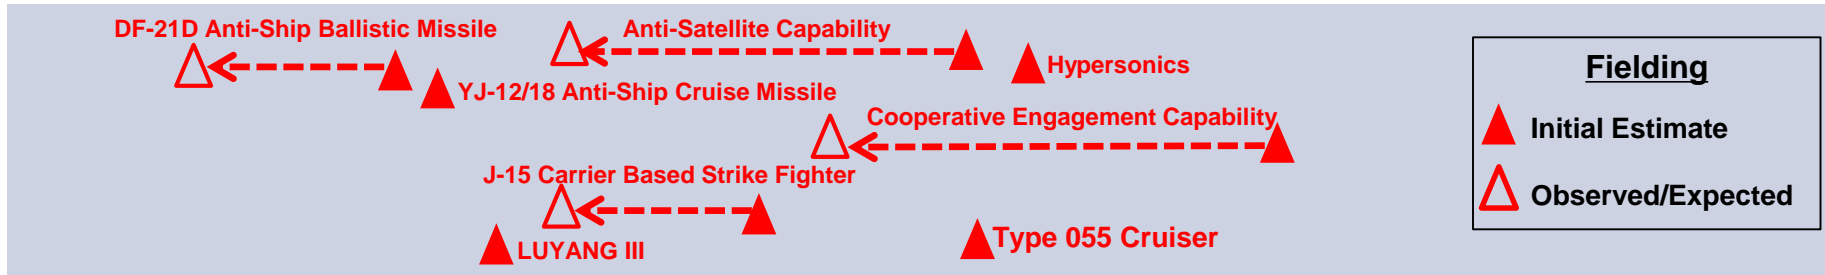 DF-21D Anti-Ship Ballistic Missile
Anti-Satellite Capability
Hypersonics
YJ-12/18 Anti-Ship Cruise Missile
Cooperative Engagement Capability
J-15 Carrier Based Strike Fighter
LUYANG III
Type 055 Cruiser
Fielding
Initial Estimate
Observed/Expected